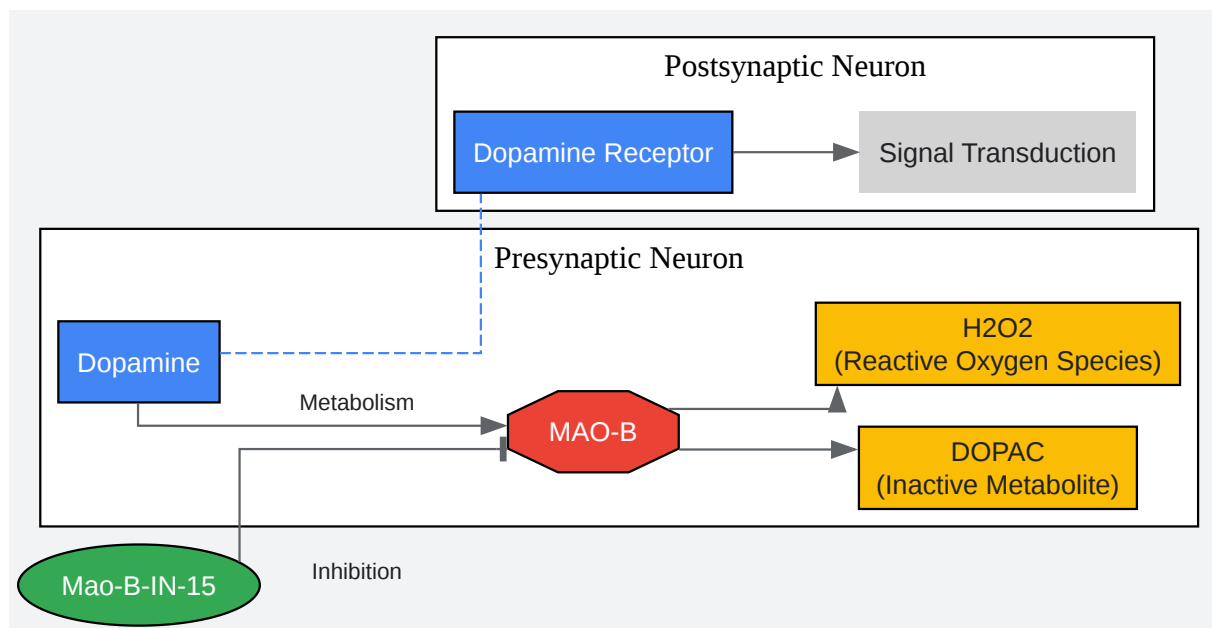 Postsynaptic Neuron
Dopamine Receptor
Signal Transduction
Presynaptic Neuron
Dopamine
Metabolism
MAO-B
H2O2
(Reactive Oxygen Species)
DOPAC
(Inactive Metabolite)
Mao-B-IN-15
Inhibition